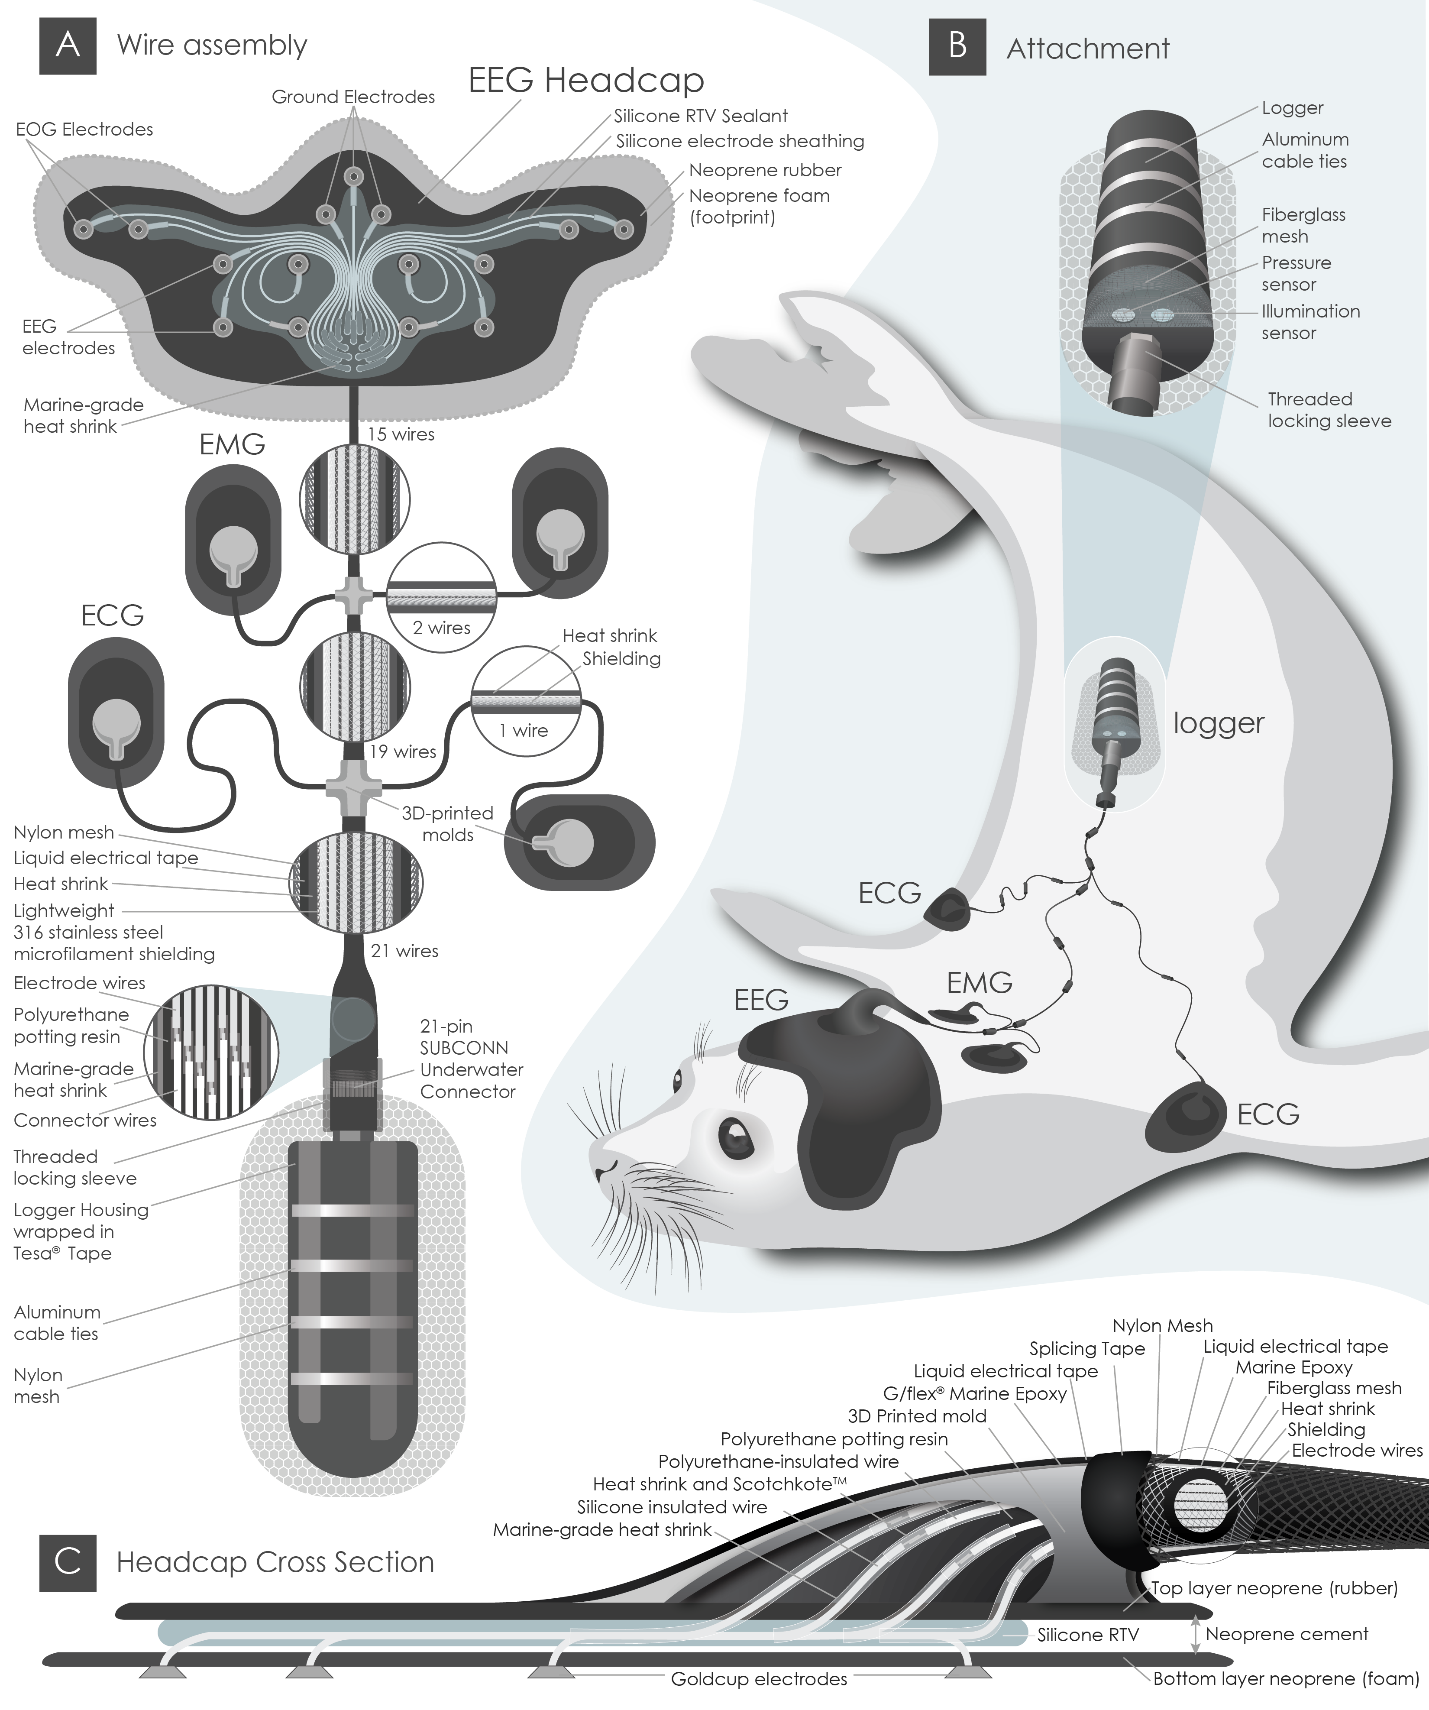 A
Wire assembly
EEG Headcap
Ground Electrodes
EOG Electrodes
Silicone RTV Sealant
Silicone electrode sheathing
Neoprene rubber
Neoprene foam
(footprint)
EEG
electrodes
Marine-grade
heat shrink
15 wires
EMG
2 wires
ECG
Heat shrink
Shielding
1 wire
19 wires
3D-printed
molds
Nylon mesh
Liquid electrical tape
Heat shrink
Lightweight
316 stainless steel
microfilament shielding
21 wires
Electrode wires
Polyurethane
potting resin
Marine-grade
heat shrink
Connector wires
21-pin
SUBCONN
Underwater
Connector
Threaded
locking sleeve
Logger Housing
wrapped in
Tesa® Tape
Aluminum
cable ties
Nylon
mesh
B
Attachment
Logger
Aluminum
cable ties
Fiberglass
mesh
Pressure
sensor
Illumination
sensor
Threaded
locking sleeve
logger
ECG
EMG
EEG
ECG
C
Headcap Cross Section
Nylon Mesh
Splicing Tape
Liquid electrical tape
G/flex® Marine Epoxy
3D Printed mold
Polyurethane potting resin
Polyurethane-insulated wire
Heat shrink and Scotchkote™
Silicone insulated wire
Marine-grade heat shrink
Liquid electrical tape
Marine Epoxy
Fiberglass mesh
Heat shrink
Shielding
Electrode wires
Top layer neoprene (rubber)
Silicone RTV
Neoprene cement
Goldcup electrodes
Bottom layer neoprene (foam)